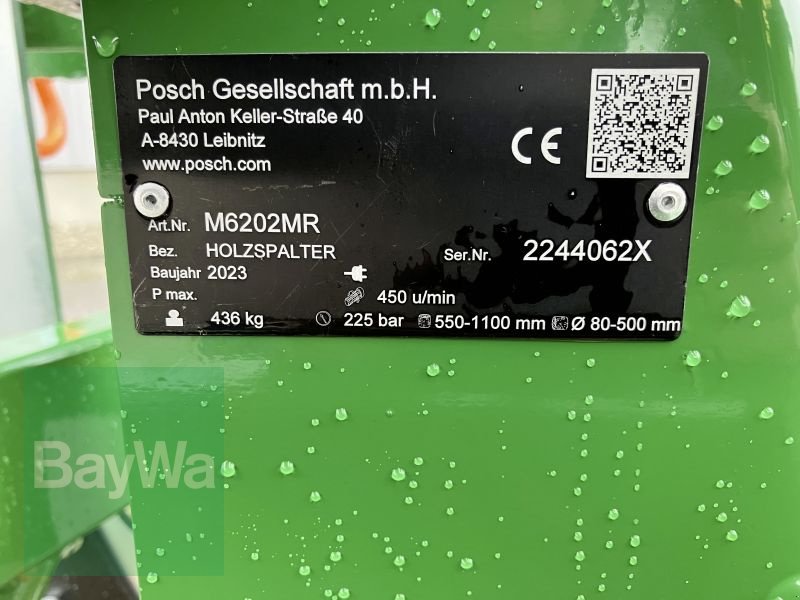 Posch Gesellschaft m.b.H.
Paul Anton Keller-Straße 40
A-8430 Leibnitz
www.posch.com
CE
Art.Nr. M6202MR
Bez. HOLZSPALTER Ser.Nr. 2244062X
Baujahr 2023
P max. 450 u/min
436 kg 225 bar 550-1100 mm Ø 80-500 mm
BayWa